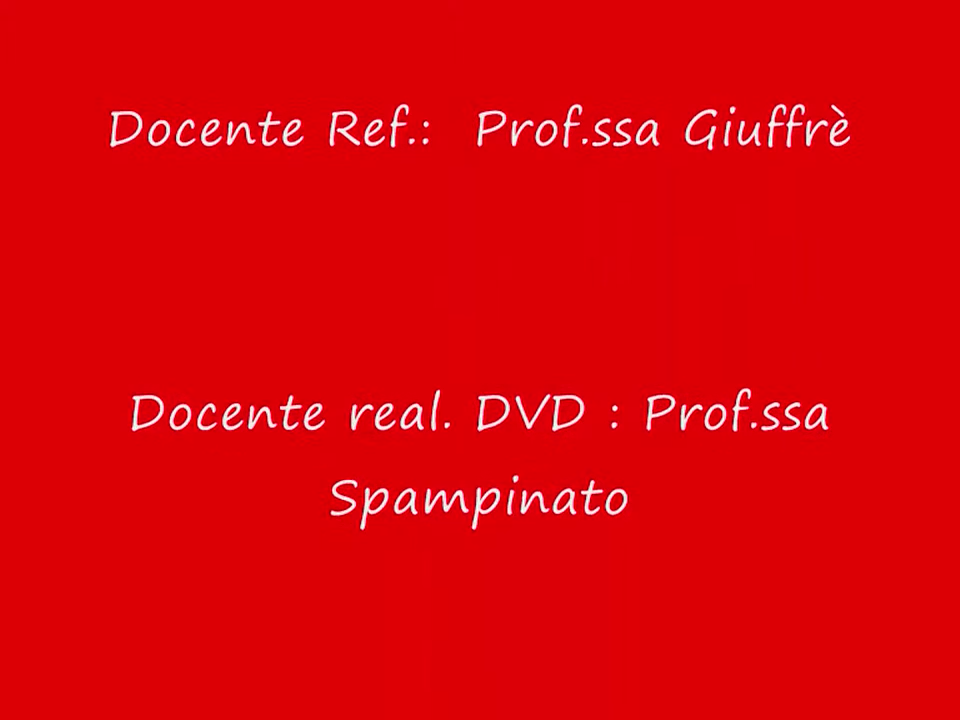 Docente Ref.: Prof.ssa Giuffrè
Docente real. DVD : Prof.ssa
Spampinato